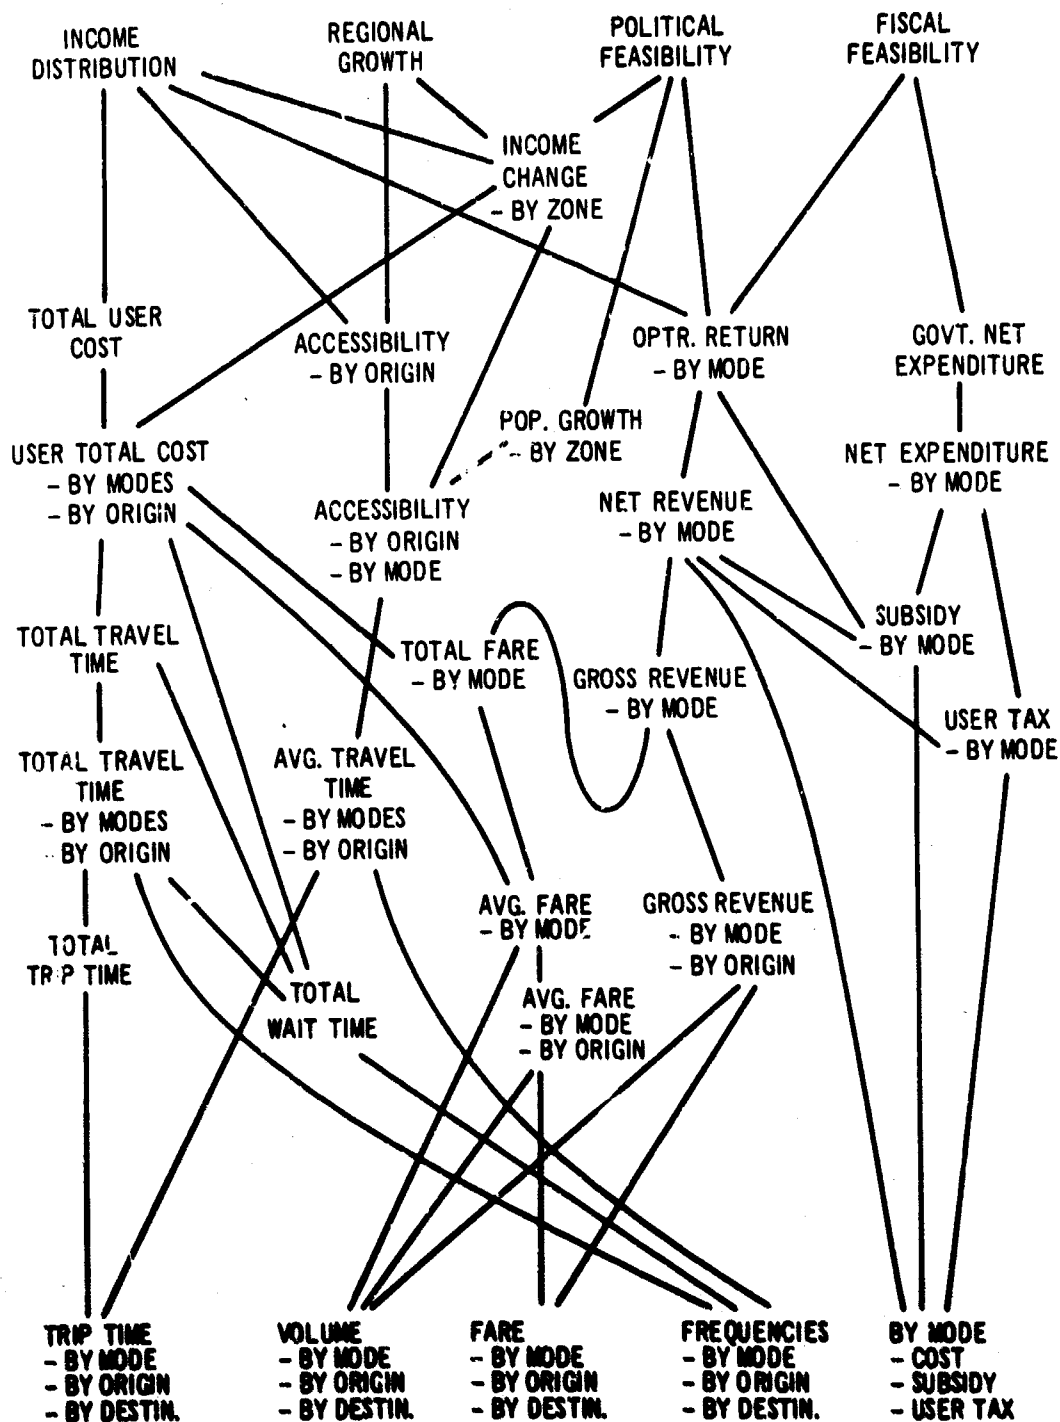 INCOME
DISTRIBUTION
REGIONAL
GROWTH
POLITICAL
FEASIBILITY
FISCAL
FEASIBILITY
INCOME
CHANGE
- BY ZONE
TOTAL USER
COST
ACCESSIBILITY
- BY ORIGIN
OPTR. RETURN
- BY MODE
GOVT. NET
EXPENDITURE
POP. GROWTH
- BY ZONE
USER TOTAL COST
- BY MODES
- BY ORIGIN
NET EXPENDITURE
- BY MODE
ACCESSIBILITY
- BY ORIGIN
- BY MODE
NET REVENUE
- BY MODE
SUBSIDY
- BY MODE
TOTAL TRAVEL
TIME
TOTAL FARE
- BY MODE
GROSS REVENUE
- BY MODE
USER TAX
- BY MODE
TOTAL TRAVEL
TIME
- BY MODES
- BY ORIGIN
AVG. TRAVEL
TIME
- BY MODES
- BY ORIGIN
AVG. FARE
- BY MODE
GROSS REVENUE
- BY MODE
- BY ORIGIN
TOTAL
TRIP TIME
TOTAL
WAIT TIME
AVG. FARE
- BY MODE
- BY ORIGIN
TRIP TIME
- BY MODE
- BY ORIGIN
- BY DESTIN.
VOLUME
- BY MODE
- BY ORIGIN
- BY DESTIN.
FARE
- BY MODE
- BY ORIGIN
- BY DESTIN.
FREQUENCIES
- BY MODE
- BY ORIGIN
- BY DESTIN.
BY MODE
- COST
- SUBSIDY
- USER TAX